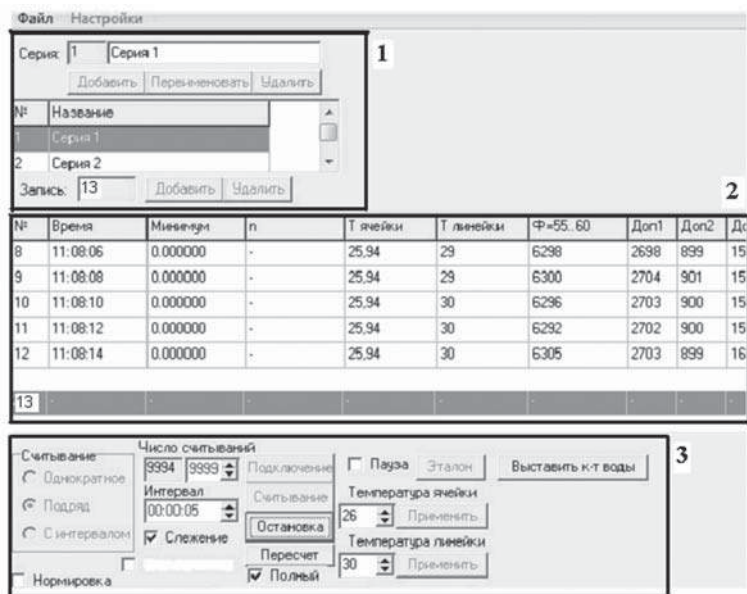 Файл Настройки
Серия: 1 Серия 1
1
Добавить Переименовать Удалить
№ Название
1 Серия 1
2 Серия 2
Запись: 13 Добавить Удалить
2
№ Время Минимум n T ячейки T линейки Ф=55..60 Доп1 Доп2 До
8 11:08:06 0.000000 - 25,94 29 6298 2698 899 15
9 11:08:08 0.000000 - 25,94 29 6300 2704 901 15
10 11:08:10 0.000000 - 25,94 30 6296 2703 900 15
11 11:08:12 0.000000 - 25,94 30 6292 2702 900 15
12 11:08:14 0.000000 - 25,94 30 6305 2703 899 16
13 - - - - - - - -
3
Считывание
Однократное
Подряд
С интервалом
Нормировка
Число считываний
9994 9999
Интервал
00:00:05
Слежение
Подключение
Считывание
Остановка
Пересчет
Полный
Пауза Эталон Выставить к-т воды
Температура ячейки
26 Применить
Температура линейки
30 Применить